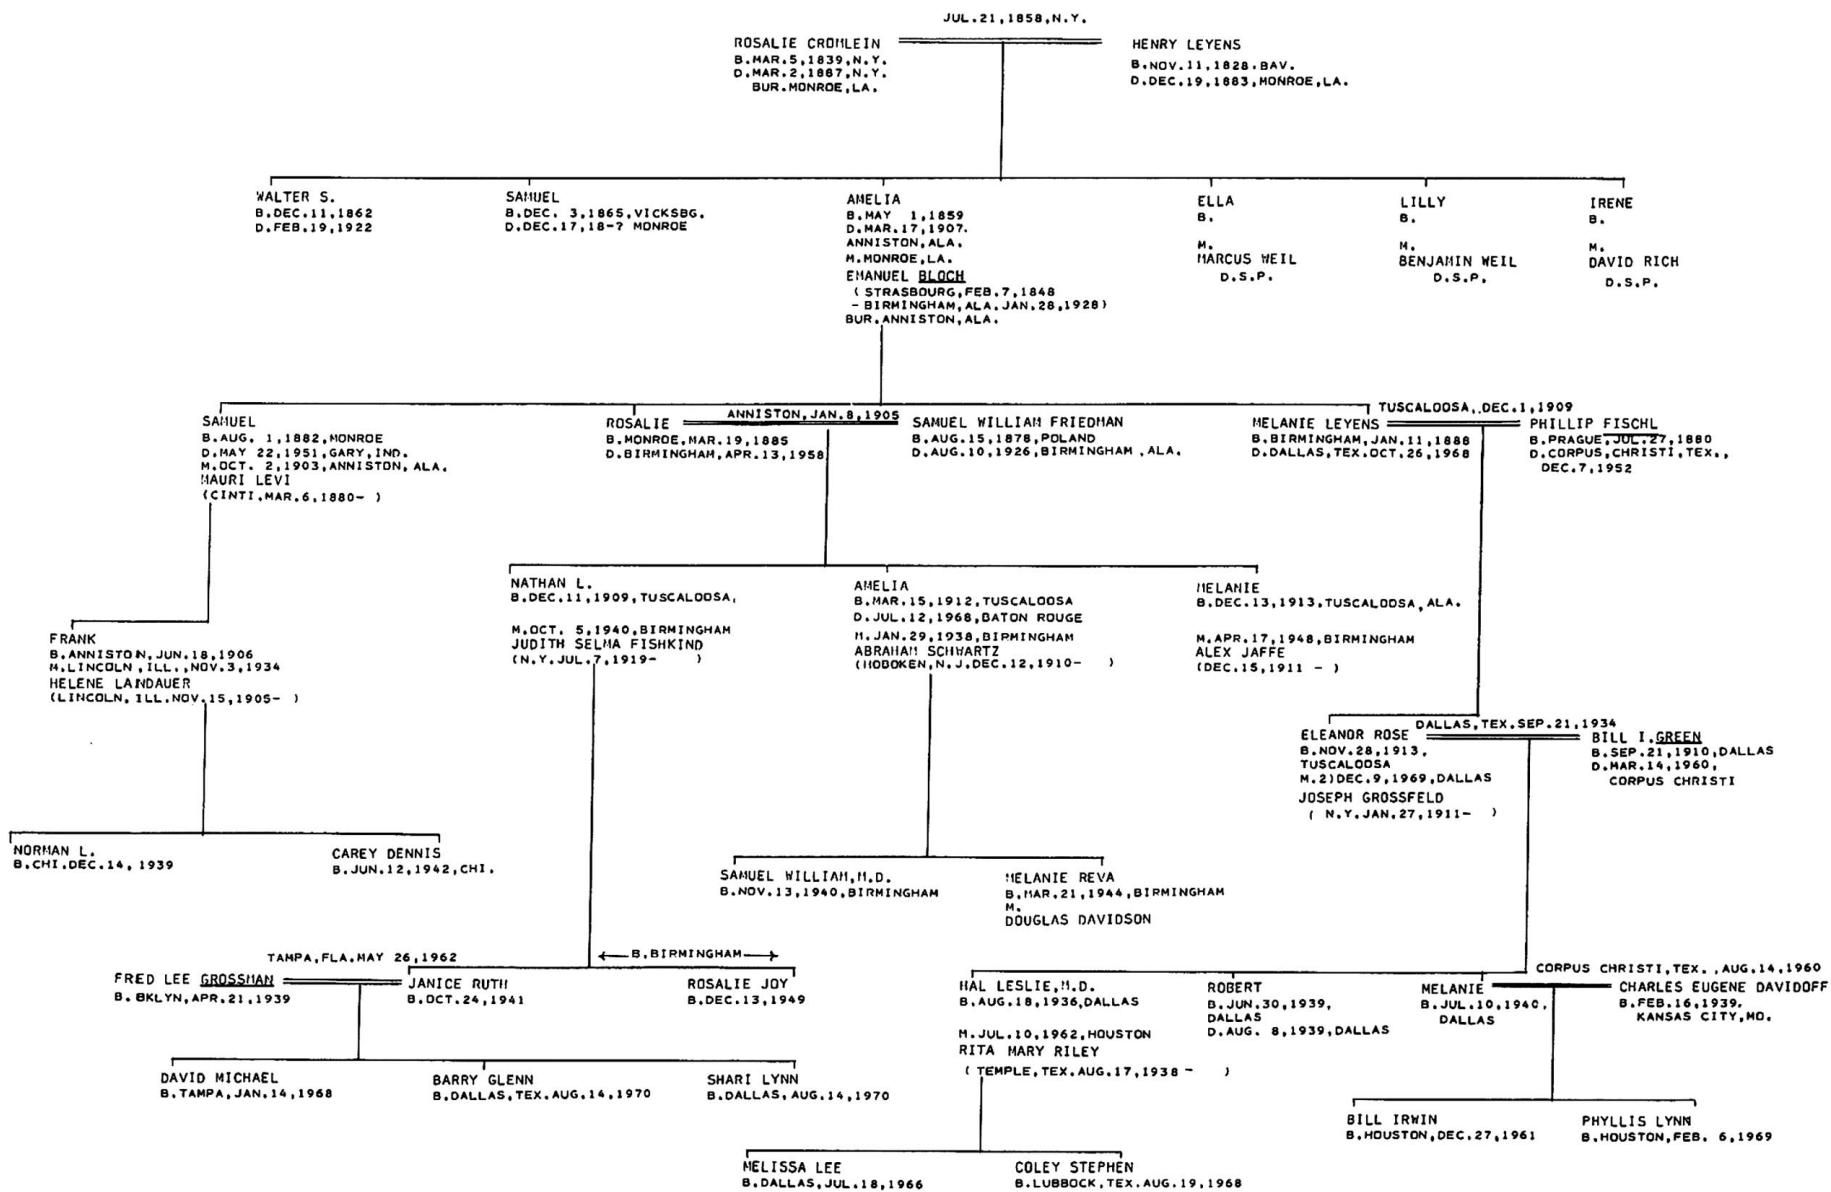 JUL.21,1858,N.Y.
ROSALIE CROMLEIN
B.MAR.5,1839,N.Y.
D.MAR.2,1887,N.Y.
BUR.MONROE,LA.
HENRY LEYENS
B.NOV.11,1828.BAV.
D.DEC.19,1883,MONROE,LA.
WALTER S.
B.DEC.11,1862
D.FEB.19,1922
SAMUEL
B.DEC. 3,1865,VICKSBG.
D.DEC.17,18-? MONROE
AMELIA
B.MAY 1,1859
D.MAR.17,1907.
ANNISTON,ALA.
M.MONROE,LA.
EMANUEL BLOCH
(STRASBOURG,FEB.7,1848
-BIRMINGHAM,ALA.JAN.28,1928)
BUR.ANNISTON,ALA.
ELLA
B.
M.
MARCUS WEIL
D.S.P.
LILLY
B.
M.
BENJAMIN WEIL
D.S.P.
IRENE
B.
M.
DAVID RICH
D.S.P.
SAMUEL
B.AUG. 1,1882,MONROE
D.MAY 22,1951,GARY,IND.
M.OCT. 2,1903,ANNISTON,ALA.
MAURI LEVI
(CINTI.MAR.6,1880- )
ANNISTON,JAN.8,1905
ROSALIE
B.MONROE,MAR.19,1885
D.BIRMINGHAM,APR.13,1958
SAMUEL WILLIAM FRIEDMAN
B.AUG.15,1878,POLAND
D.AUG.10,1926,BIRMINGHAM,ALA.
TUSCALOOSA,.DEC.1,1909
MELANIE LEYENS
B.BIRMINGHAM,JAN.11,1888
D.DALLAS,TEX.OCT.26,1968
PHILLIP FISCHL
B.PRAGUE,JUL.27,1880
D.CORPUS,CHRISTI,TEX.,
DEC.7,1952
NATHAN L.
B.DEC.11,1909,TUSCALOOSA,
M.OCT. 5,1940,BIRMINGHAM
JUDITH SELMA FISHKIND
(N.Y.JUL.7,1919- )
AMELIA
B.MAR.15,1912,TUSCALOOSA
D.JUL.12,1968,BATON ROUGE
M.JAN.29,1938,BIRMINGHAM
ABRAHAM SCHWARTZ
(HOBOKEN,N.J.DEC.12,1910- )
MELANIE
B.DEC.13,1913,TUSCALOOSA,ALA.
M.APR.17,1948,BIRMINGHAM
ALEX JAFFE
(DEC.15,1911 - )
FRANK
B.ANNISTON,JUN.18,1906
M.LINCOLN,ILL.,NOV.3,1934
HELENE LANDAUER
(LINCOLN,ILL.NOV.15,1905- )
DALLAS,TEX.SEP.21,1934
ELEANOR ROSE
B.NOV.28,1913,
TUSCALOOSA
M.2)DEC.9,1969,DALLAS
JOSEPH GROSSFELD
( N.Y.JAN.27,1911- )
BILL I.GREEN
B.SEP.21,1910,DALLAS
D.MAR.14,1960,
CORPUS CHRISTI
NORMAN L.
B.CHI.DEC.14,1939
CAREY DENNIS
B.JUN.12,1942,CHI.
SAMUEL WILLIAM,M.D.
B.NOV.13,1940,BIRMINGHAM
MELANIE REVA
B.MAR.21,1944,BIRMINGHAM
M.
DOUGLAS DAVIDSON
TAMPA,FLA.MAY 26,1962
B.BIRMINGHAM
FRED LEE GROSSMAN
B. BKLYN,APR.21,1939
JANICE RUTH
B.OCT.24,1941
ROSALIE JOY
B.DEC.13,1949
HAL LESLIE,M.D.
B.AUG.18,1936,DALLAS
M.JUL.10,1962,HOUSTON
RITA MARY RILEY
( TEMPLE,TEX.AUG.17,1938 - )
ROBERT
B.JUN.30,1939,
DALLAS
D.AUG. 8,1939,DALLAS
CORPUS CHRISTI,TEX.,AUG.14,1960
MELANIE
B.JUL.10,1940,
DALLAS
CHARLES EUGENE DAVIDOFF
B.FEB.16,1939,
KANSAS CITY,MO.
DAVID MICHAEL
B.TAMPA,JAN.14,1968
BARRY GLENN
B.DALLAS,TEX.AUG.14,1970
SHARI LYNN
B.DALLAS,AUG.14,1970
BILL IRWIN
B.HOUSTON,DEC.27,1961
PHYLLIS LYNN
B.HOUSTON,FEB. 6,1969
MELISSA LEE
B.DALLAS,JUL.18,1966
COLEY STEPHEN
B.LUBBOCK,TEX.AUG.19,1968